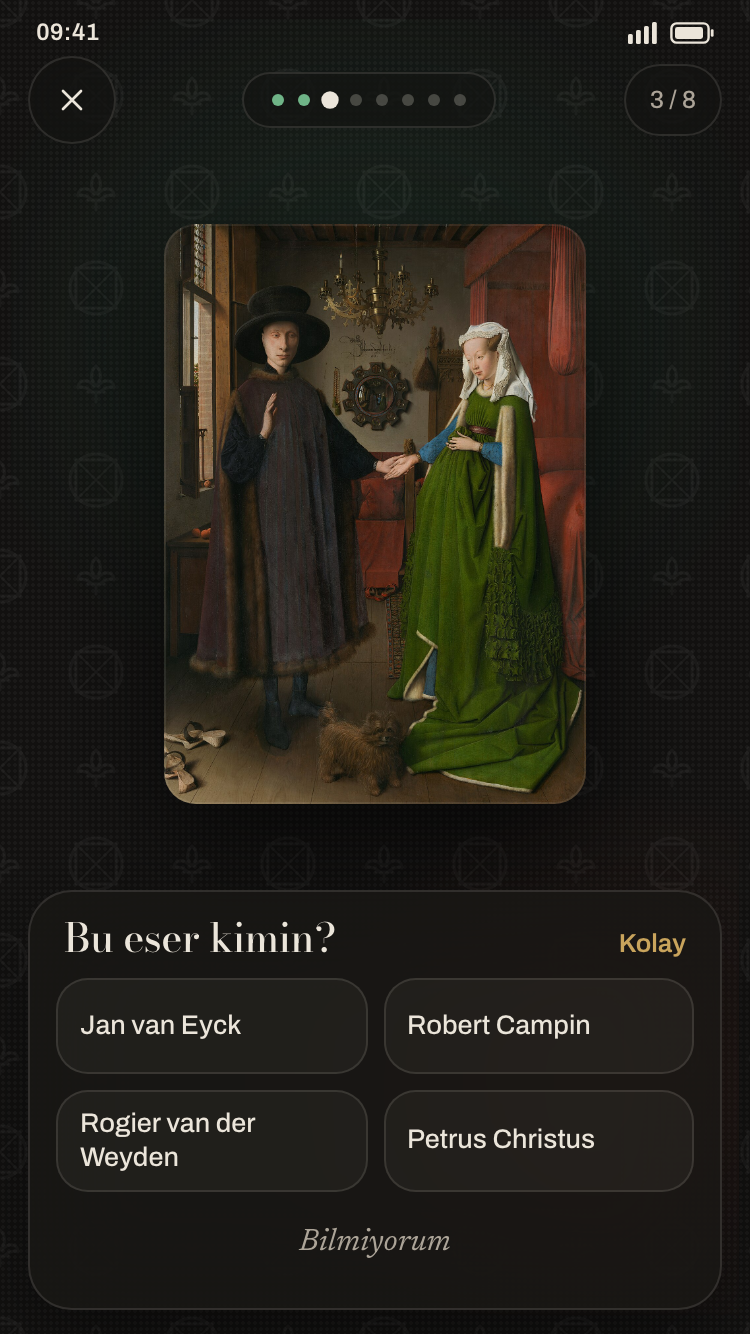 09:41
3 / 8
Bu eser kimin?
Kolay
Jan van Eyck
Robert Campin
Rogier van der
Weyden
Petrus Christus
Bilmiyorum